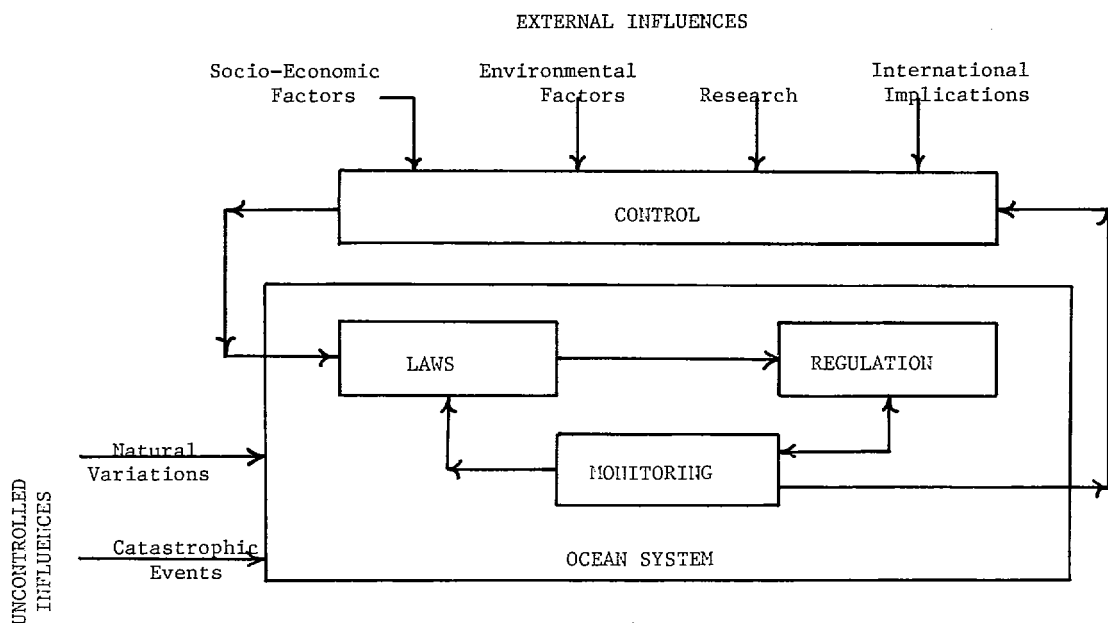 EXTERNAL INFLUENCES
Socio-Economic
Factors
Environmental
Factors
Research
International
Implications
CONTROL
LAWS
REGULATION
MONITORING
Natural
Variations
Catastrophic
Events
OCEAN SYSTEM
UNCONTROLLED
INFLUENCES